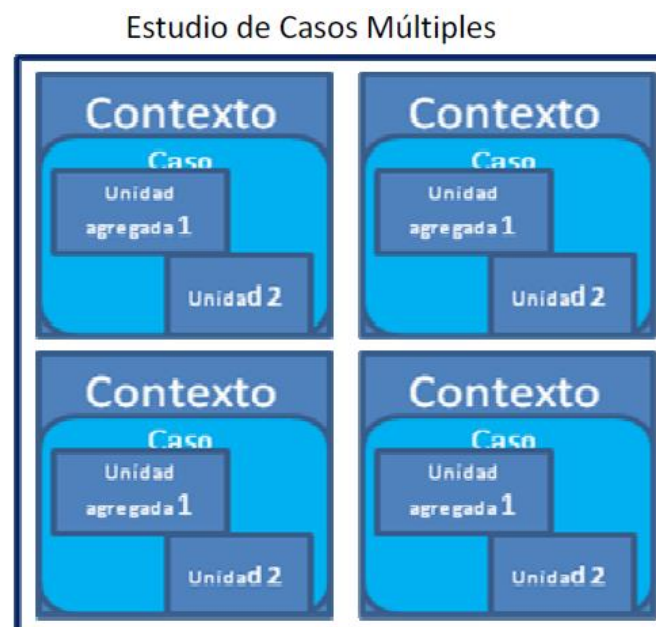 Estudio de Casos Múltiples
Contexto
Caso
Unidad
agregada 1
Unidad 2
Contexto
Caso
Unidad
agregada 1
Unidad 2
Contexto
Caso
Unidad
agregada 1
Unidad 2
Contexto
Caso
Unidad
agregada 1
Unidad 2